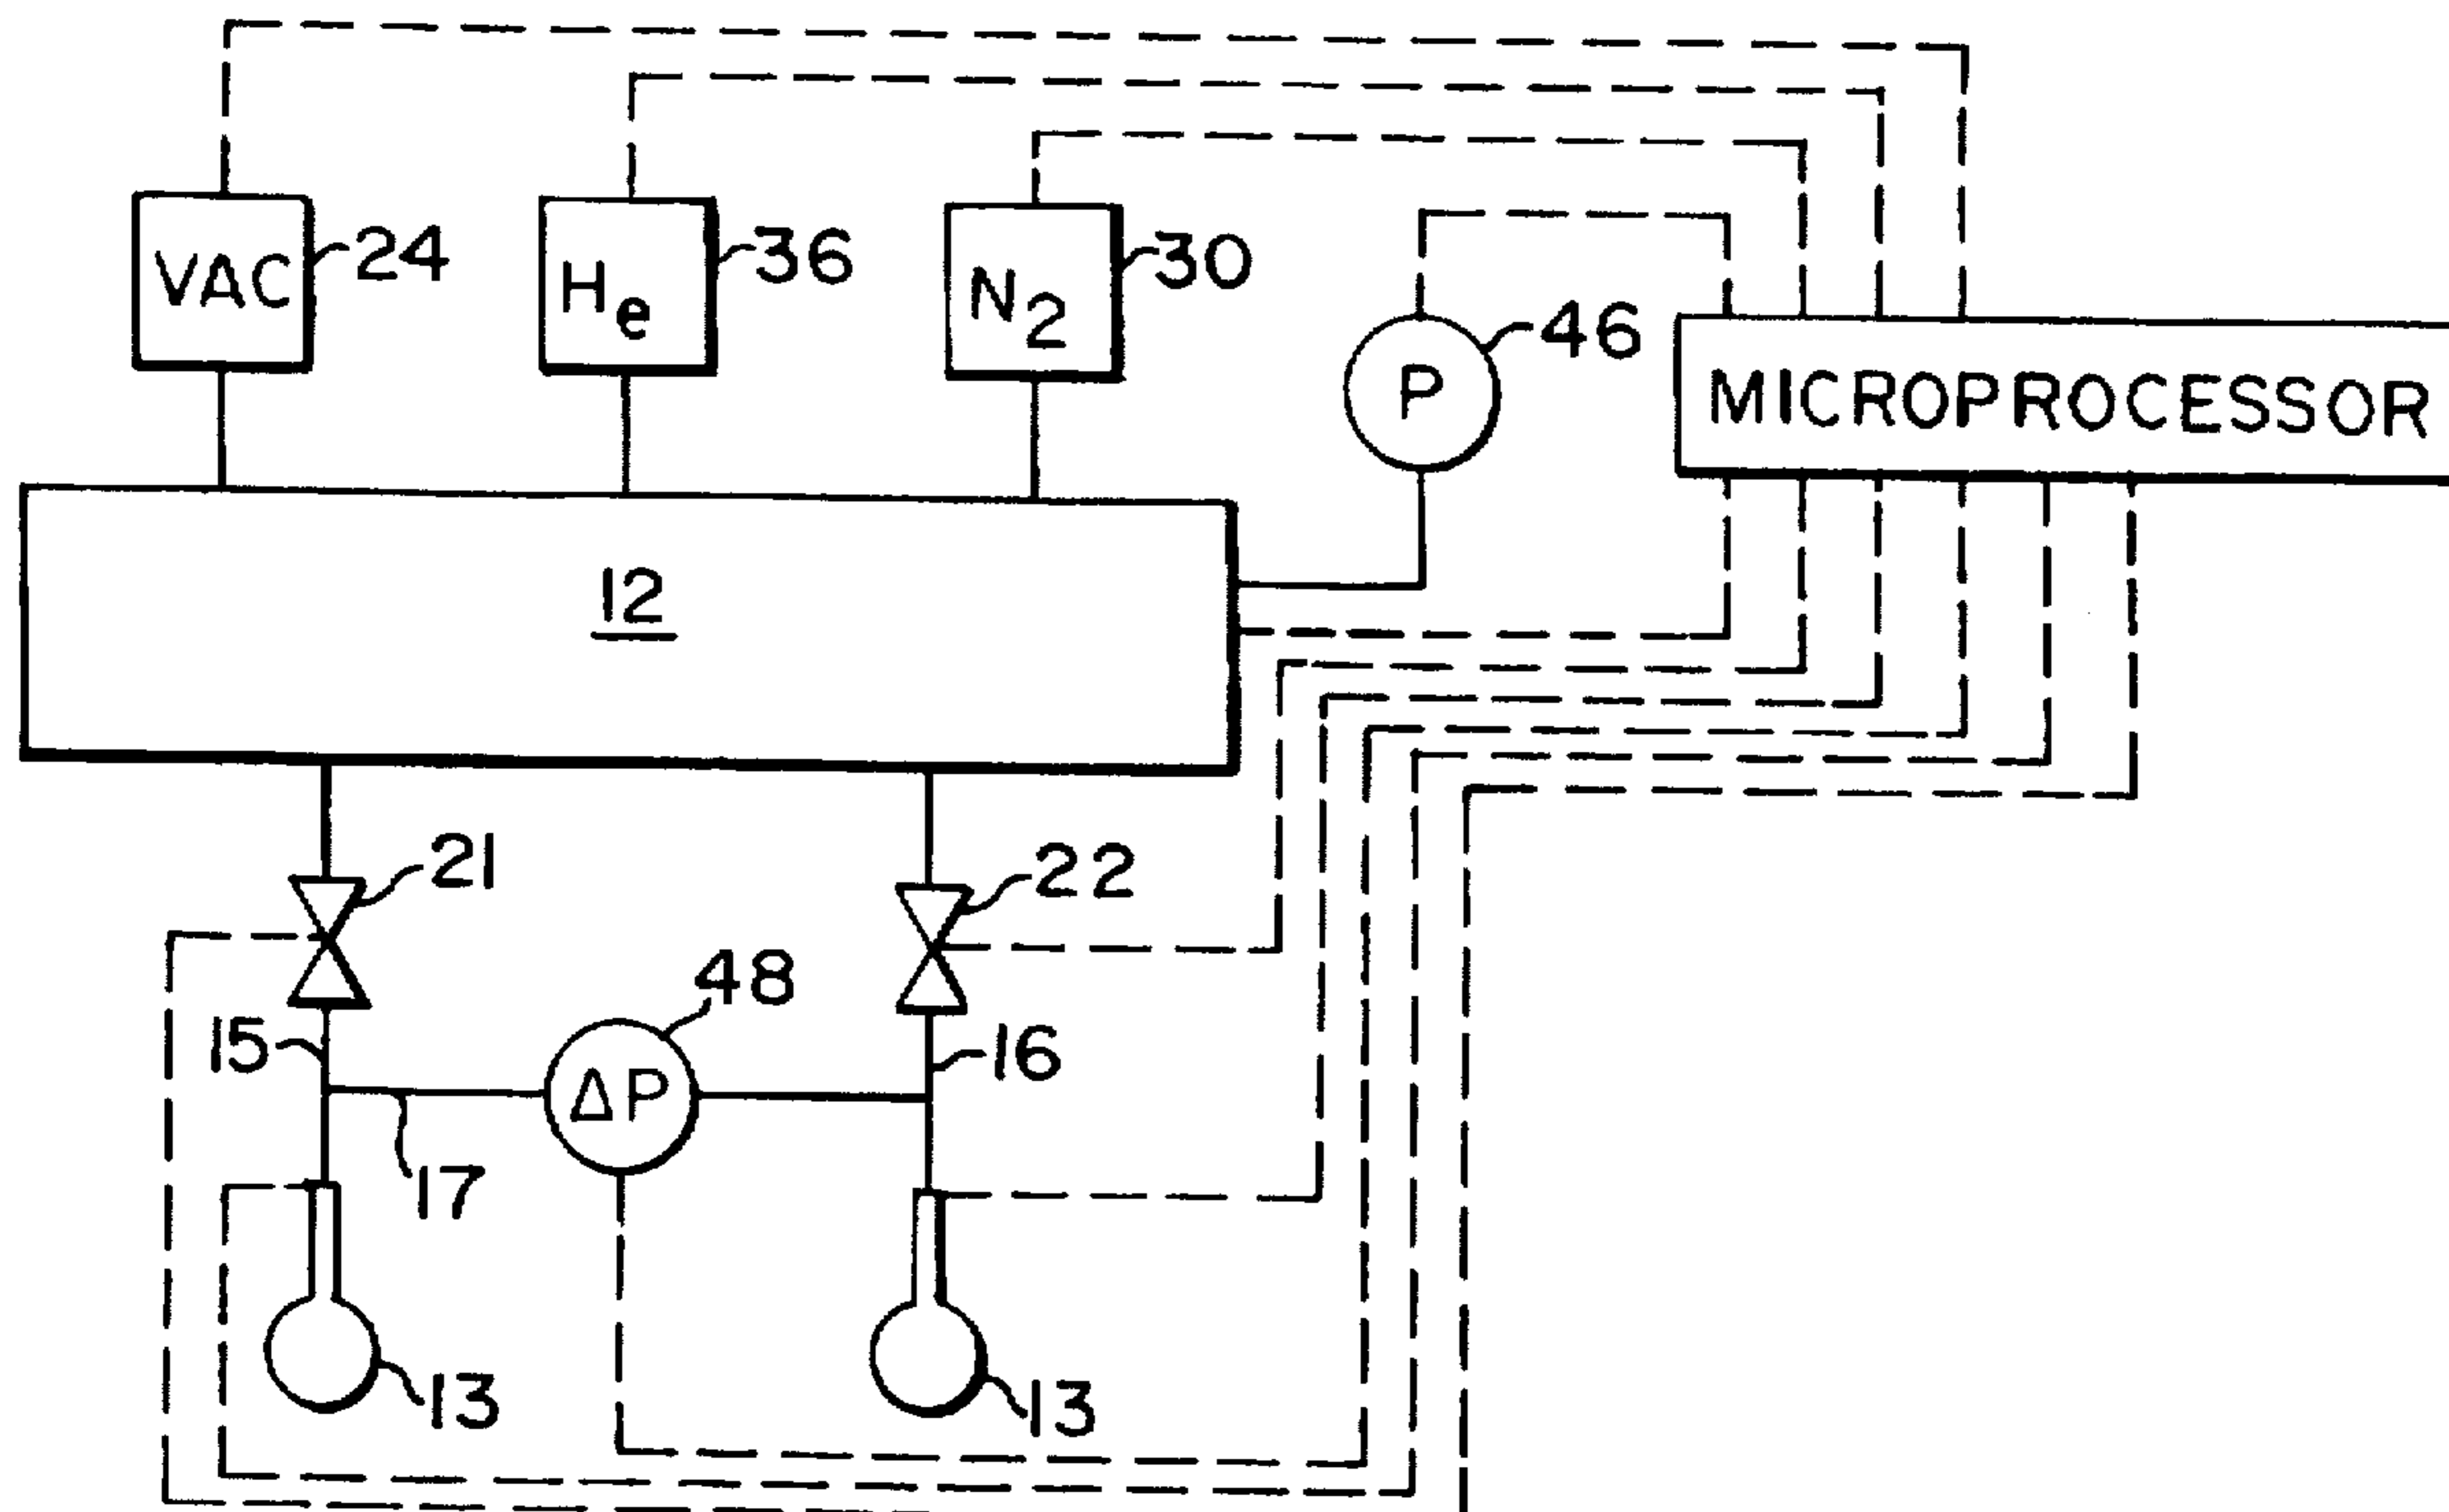 VAC
24
He
36
N2
30
P
46
MICROPROCESSOR
12
21
22
48
15
ΔP
16
17
13
13